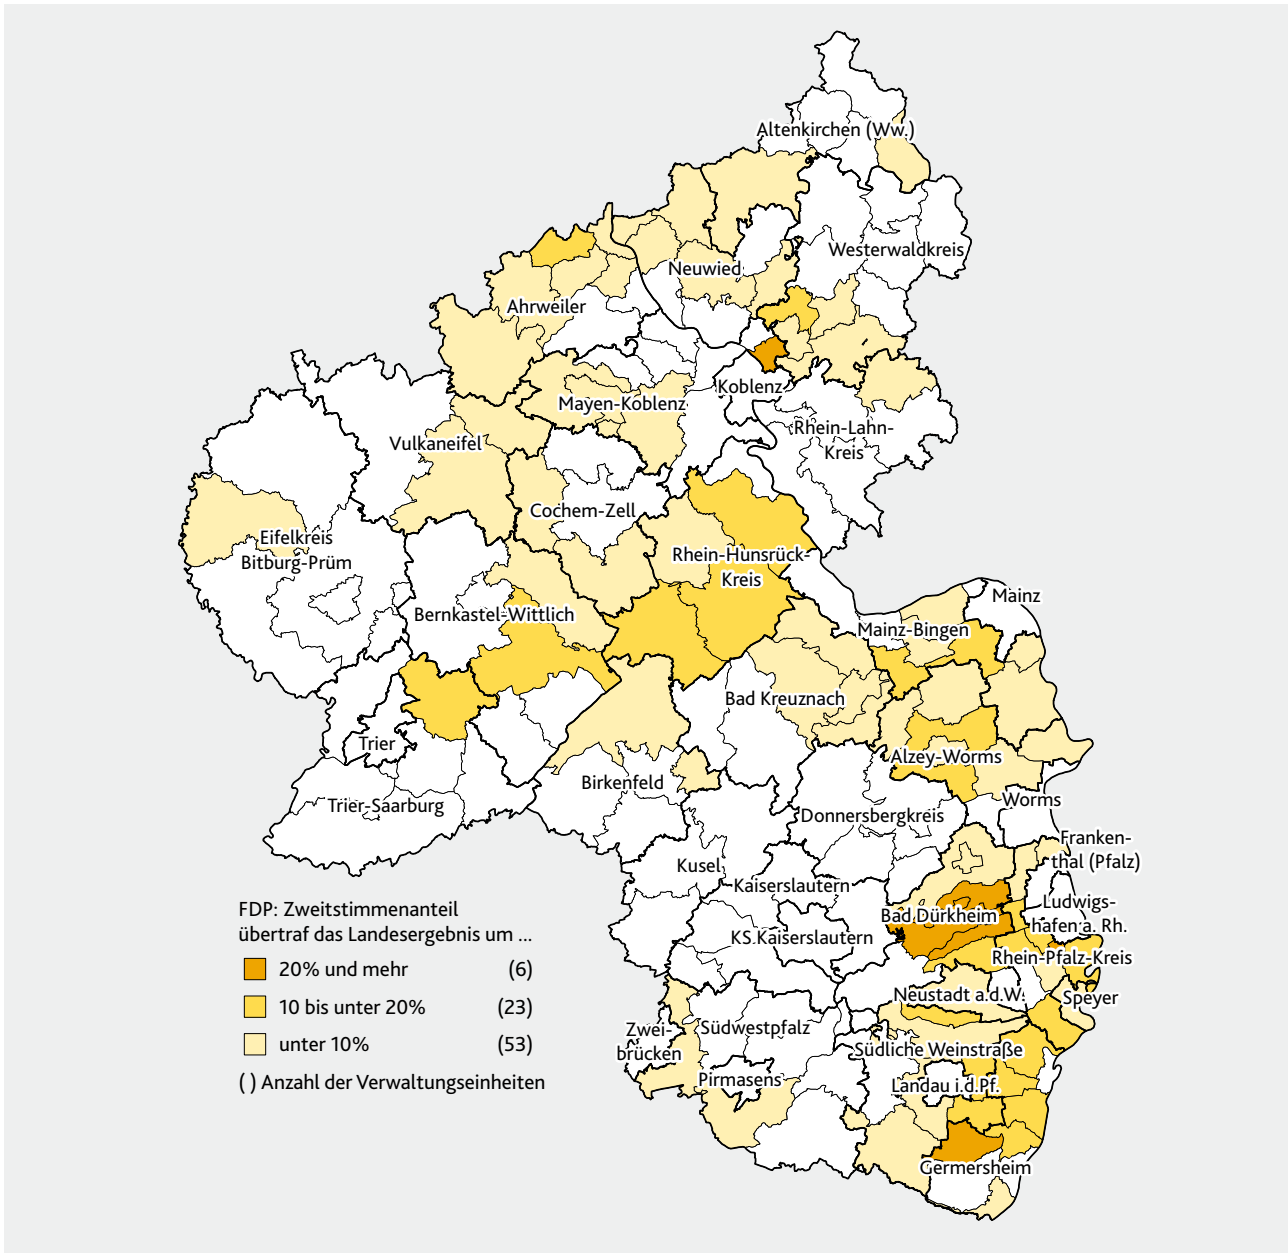 Altenkirchen (Ww.)
Westerwaldkreis
Neuwied
Ahrweiler
Koblenz
Mayen-Koblenz
Rhein-Lahn-
Kreis
Vulkaneifel
Cochem-Zell
Eifelkreis
Bitburg-Prüm
Rhein-Hunsrück-
Kreis
Mainz
Bernkastel-Wittlich
Mainz-Bingen
Bad Kreuznach
Trier
Alzey-Worms
Birkenfeld
Trier-Saarburg
Worms
Donnersbergkreis
Franken-
thal (Pfalz)
Kusel
Kaiserslautern
Ludwigs-
hafen a. Rh.
Bad Dürkheim
KS.Kaiserslautern
Rhein-Pfalz-Kreis
Neustadt a.d.W.
Speyer
Zwei-
brücken
Südwestpfalz
Südliche Weinstraße
Pirmasens
Landau i.d.Pf.
Germersheim
FDP: Zweitstimmenanteil
übertraf das Landesergebnis um ...
20% und mehr (6)
10 bis unter 20% (23)
unter 10% (53)
( ) Anzahl der Verwaltungseinheiten